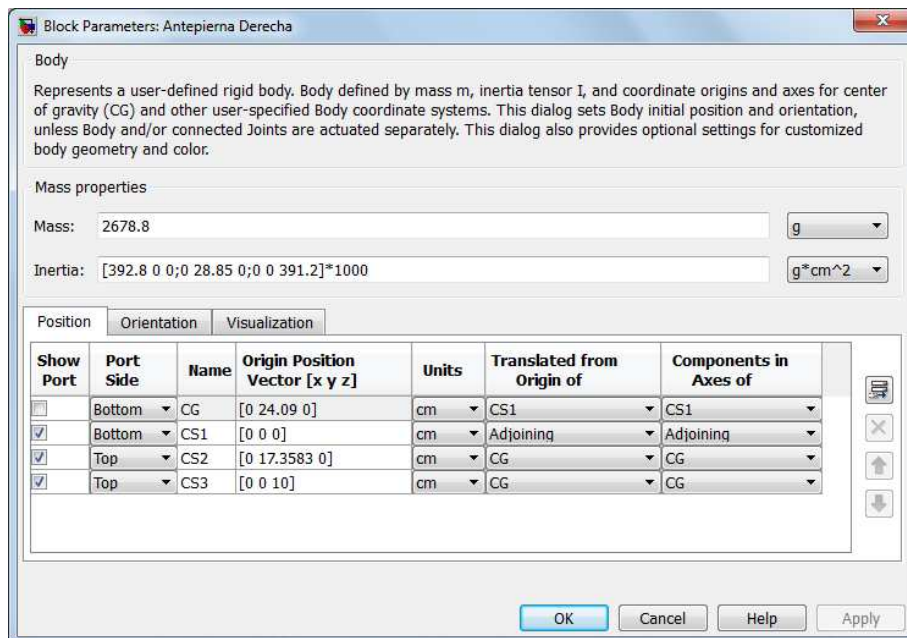 Block Parameters: Antepierna Derecha
Body
Represents a user-defined rigid body. Body defined by mass m, inertia tensor I, and coordinate origins and axes for center
of gravity (CG) and other user-specified Body coordinate systems. This dialog sets Body initial position and orientation,
unless Body and/or connected Joints are actuated separately. This dialog also provides optional settings for customized
body geometry and color.
Mass properties
Mass: 2678.8 g
Inertia: [392.8 0 0;0 28.85 0;0 0 391.2]*1000 g*cm^2
Position Orientation Visualization
Show Port Port Side Name Origin Position Vector [x y z] Units Translated from Origin of Components in Axes of
Bottom CG [0 24.09 0] cm CS1 CS1
Bottom CS1 [0 0 0] cm Adjoining Adjoining
Top CS2 [0 17.3583 0] cm CG CG
Top CS3 [0 0 10] cm CG CG
OK Cancel Help Apply